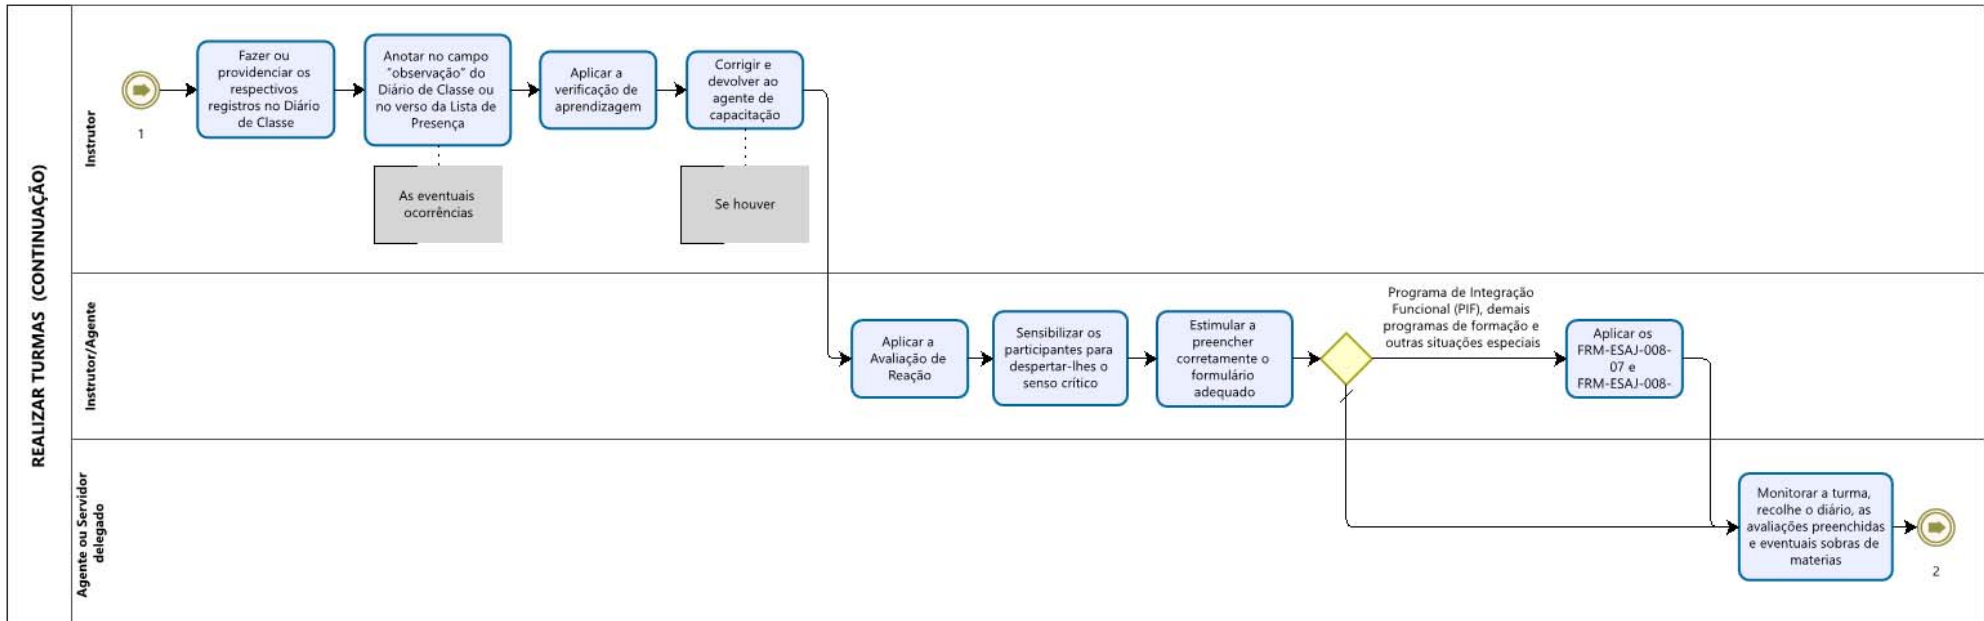 REALIZAR TURMAS (CONTINUAÇÃO)
Instrutor
1
Fazer ou
providenciar os
respectivos
registros no Diário
de Classe
Anotar no campo
"observação" do
Diário de Classe ou
no verso da Lista de
Presença
As eventuais
ocorrências
Aplicar a
verificação de
aprendizagem
Corrigir e
devolver ao
agente de
capacitação
Se houver
Instrutor/Agente
Aplicar a
Avaliação de
Reação
Sensibilizar os
participantes para
despertar-lhes o
senso crítico
Estimular a
preencher
corretamente o
formulário
adequado
Programa de Integração
Funcional (PIF), demais
programas de formação e
outras situações especiais
Aplicar os
FRM-ESAJ-008-
07 e
FRM-ESAJ-008-
Agente ou Servidor
delegado
Monitorar a turma,
recolhe o diário, as
avaliações preenchidas
e eventuais sobras de
materias
2